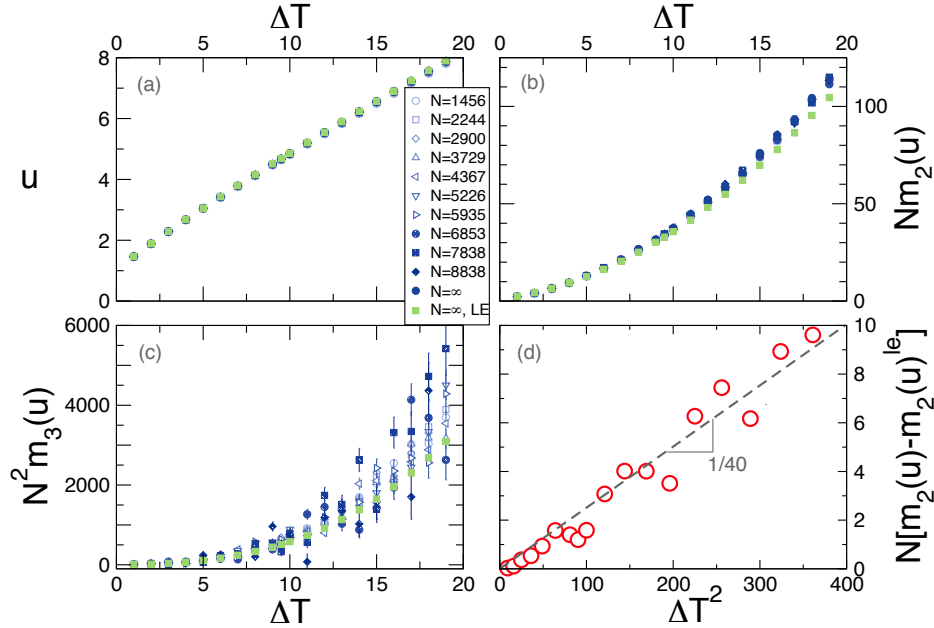 ΔT
ΔT
0 5 10 15 20
0 5 10 15 20
8
6
4
2
0
u
(a)
N=1456
N=2244
N=2900
N=3729
N=4367
N=5226
N=5935
N=6853
N=7838
N=8838
N=∞
N=∞, LE
(b)
100
50
Nm₂(u)
6000
4000
2000
0
N²m₃(u)
(c)
0 5 10 15 20
ΔT
(d)
1/40
10
8
6
4
2
0
N[m₂(u)-m₂(u)ˡᵉ]
0 100 200 300 400
ΔT²